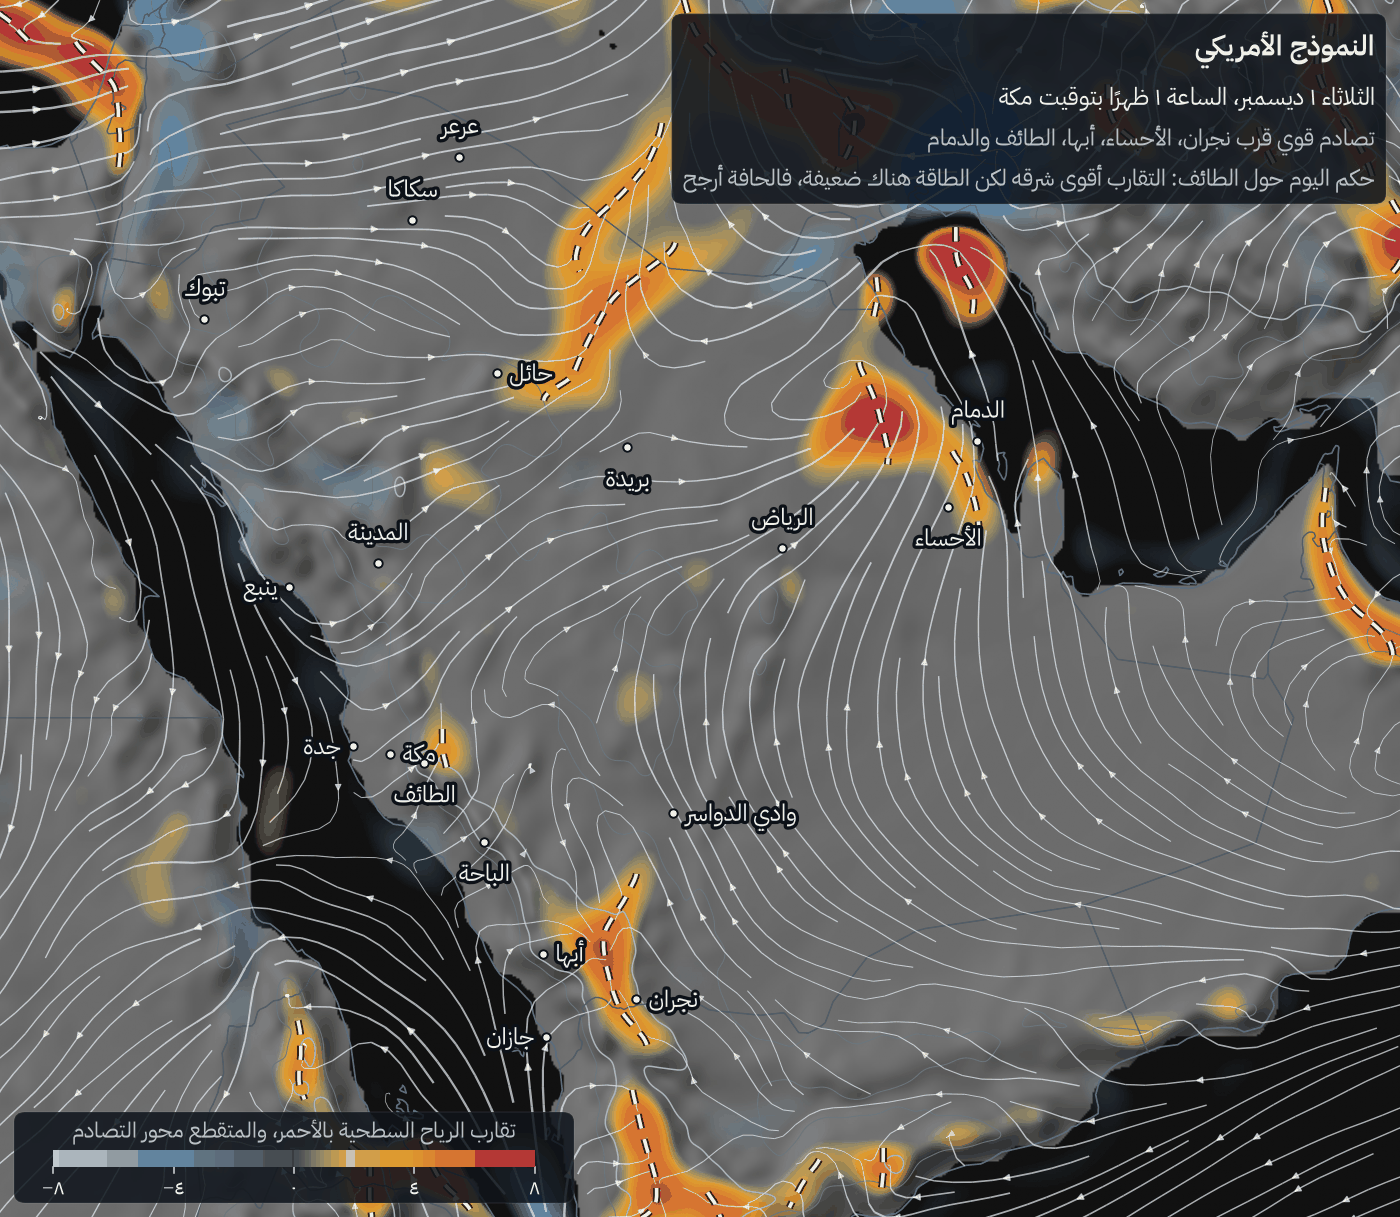 النموذج الأمريكي
الثلاثاء ١ ديسمبر، الساعة ١ ظهرًا بتوقيت مكة
تصادم قوي قرب نجران، الأحساء، أبها، الطائف والدمام
حكم اليوم حول الطائف: التقارب أقوى شرقه لكن الطاقة هناك ضعيفة، فالحافة أرجح
عرعر
سكاكا
تبوك
حائل
الدمام
بريدة
الرياض
الأحساء
المدينة
ينبع
جدة
مكة
الطائف
وادي الدواسر
الباحة
أبها
نجران
جازان
تقارب الرياح السطحية بالأحمر، والمتقطع محور التصادم
−٨ −٤ ٠ ٤ ٨